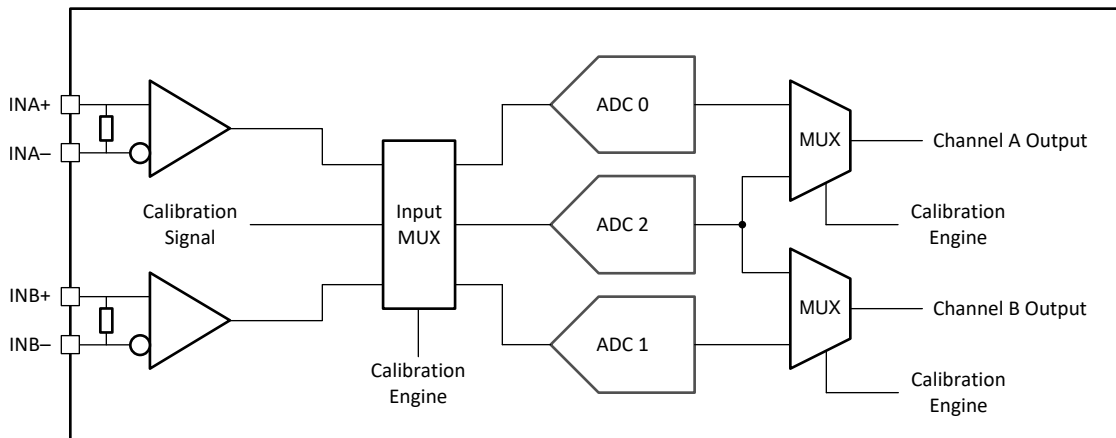 INA+
INA–
ADC 0
MUX
Channel A Output
Calibration
Signal
Input
MUX
ADC 2
Calibration
Engine
INB+
INB–
MUX
Channel B Output
ADC 1
Calibration
Engine
Calibration
Engine